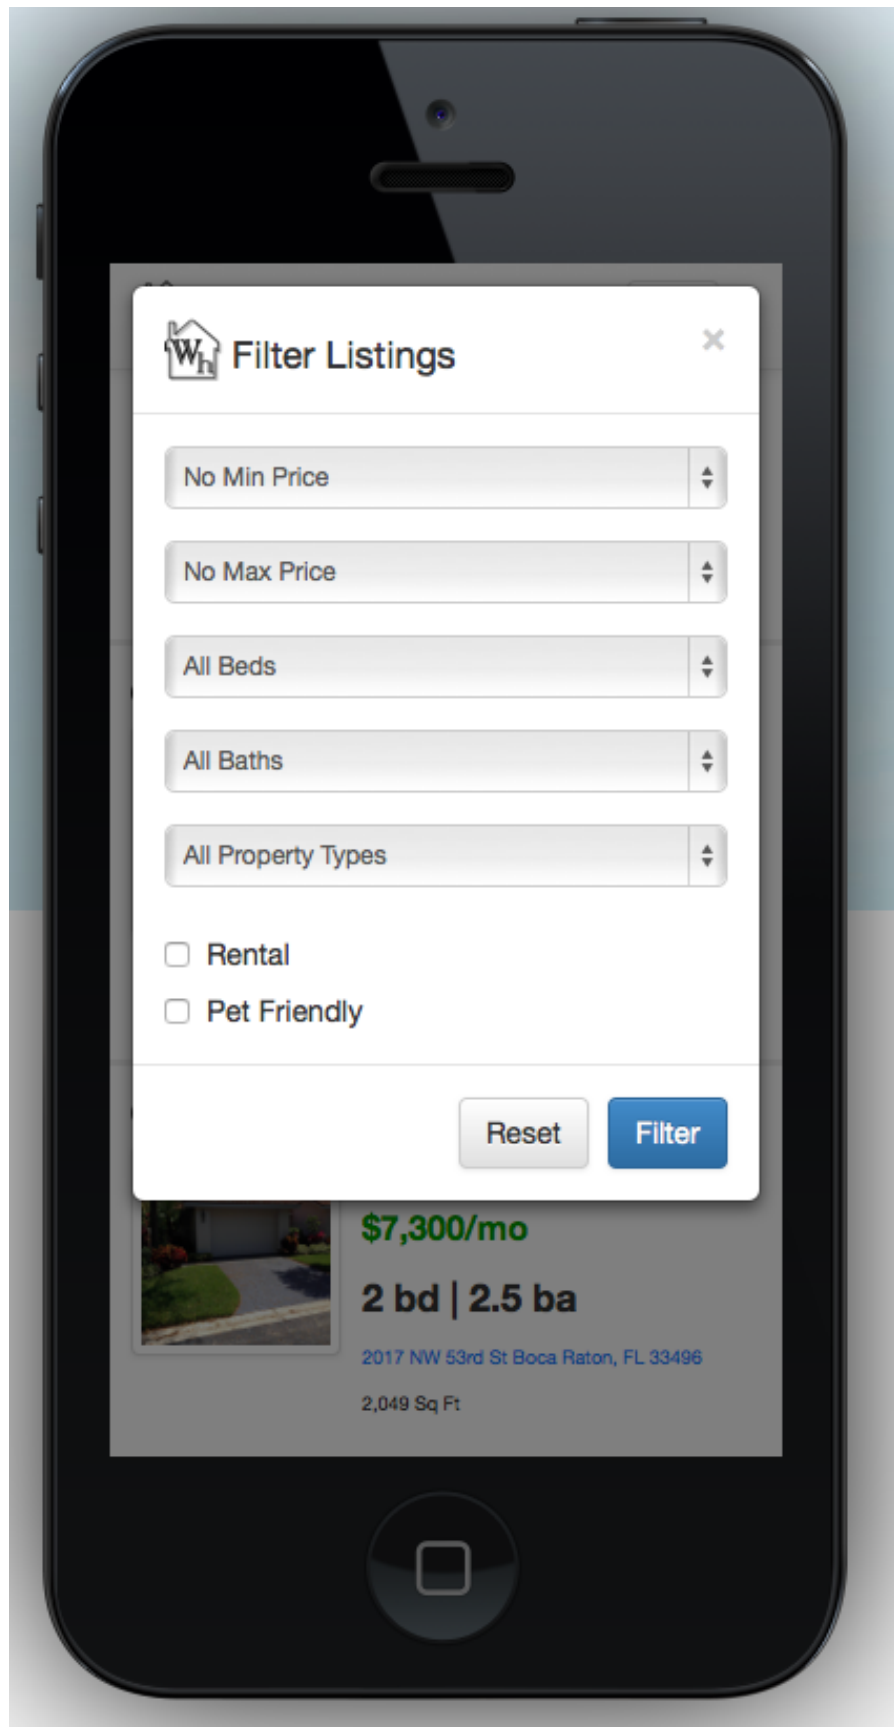 Wh Filter Listings ×
No Min Price
No Max Price
All Beds
All Baths
All Property Types
Rental
Pet Friendly
Reset Filter
$7,300/mo
2 bd | 2.5 ba
2017 NW 53rd St Boca Raton, FL 33496
2,049 Sq Ft